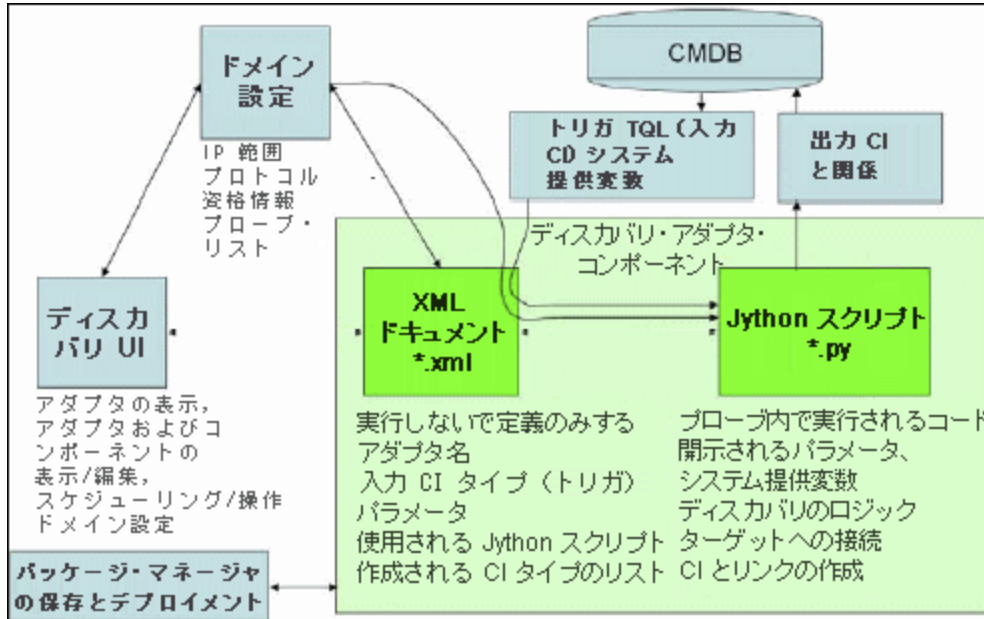 ドメイン
設定
IP 範囲
プロトコル
資格情報
プローブ・
リスト
CMDB
トリガ TQL（入力
CD）システム
提供変数
出力 CI
と関係
ディスカバリ・アダプタ・
コンポーネント
ディスカ
バリ UI
XML
ドキュメント
*.xml
Jython スクリプト
*.py
アダプタの表示,
アダプタおよびコ
ンポーネントの
表示/編集,
スケジューリング/操作
ドメイン設定
実行しないで定義のみする
アダプタ名
入力 CI タイプ（トリガ）
パラメータ
使用される Jython スクリプト
作成される CI タイプのリスト
プローブ内で実行されるコード
開示されるパラメータ、
システム提供変数
ディスカバリのロジック
ターゲットへの接続
CI とリンクの作成
パッケージ・マネージャ
の保存とデプロイメント